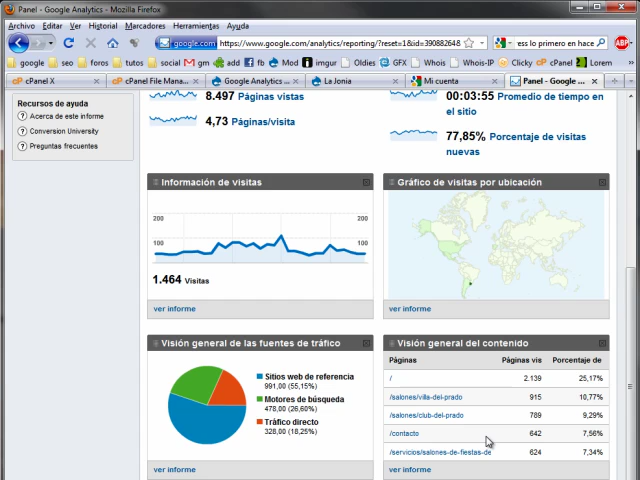 Panel - Google Analytics - Mozilla Firefox
Archivo Editar Ver Historial Marcadores Herramientas Ayuda
google.com https://www.google.com/analytics/reporting/?reset=1&id=390882648 ess lo primero en hace ABP
google seo foros tutos social gm add fb Mod imgur Oldies GFX Whois Whois-IP Clicky cPanel Lorem
cPanel X cPanel File Mana... Google Analytics ... La Jonia Mi cuenta Panel - Google ...
Recursos de ayuda
Acerca de este informe
Conversion University
Preguntas frecuentes
8.497 Páginas vistas
4,73 Páginas/visita
00:03:55 Promedio de tiempo en
el sitio
77,85% Porcentaje de visitas
nuevas
Información de visitas
200 200
100 100
1.464 Visitas
ver informe
Gráfico de visitas por ubicación
ver informe
Visión general de las fuentes de tráfico
Sitios web de referencia
991,00 (55,15%)
Motores de búsqueda
478,00 (26,60%)
Tráfico directo
328,00 (18,25%)
ver informe
Visión general del contenido
Páginas Páginas vis Porcentaje de
/ 2.139 25,17%
/salones/villa-del-prado 915 10,77%
/salones/club-del-prado 789 9,29%
/contacto 642 7,56%
/servicios/salones-de-fiestas-de 624 7,34%
ver informe